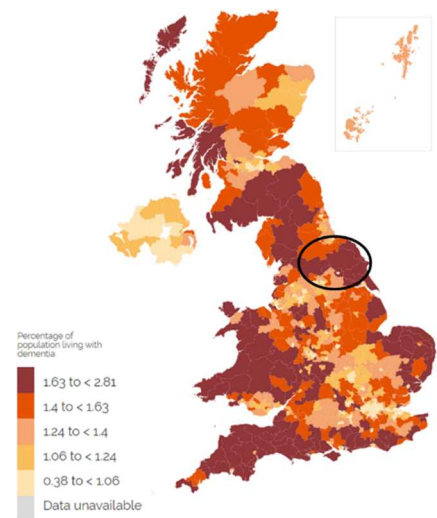 Percentage of
population living with
dementia
1.63 to < 2.81
1.4 to < 1.63
1.24 to < 1.4
1.06 to < 1.24
0.38 to < 1.06
Data unavailable